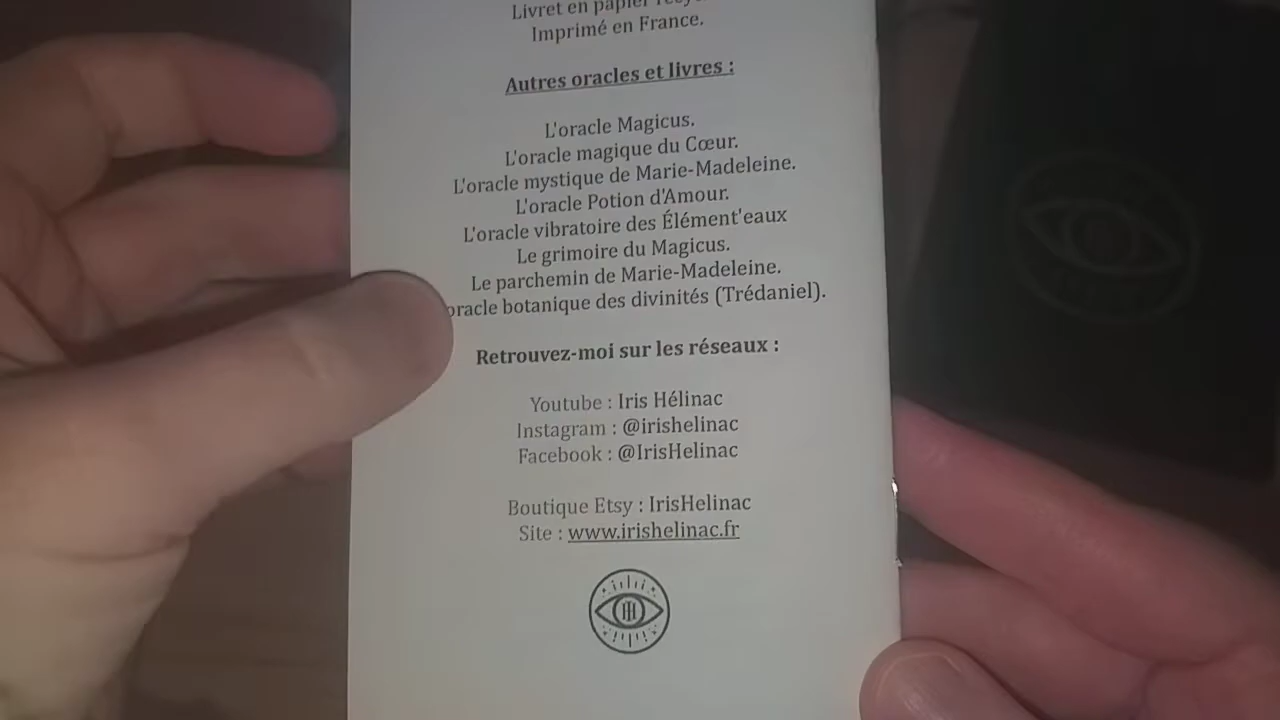 Livret en papier
Imprimé en France.
Autres oracles et livres :
L'oracle Magicus.
L'oracle magique du Cœur.
L'oracle mystique de Marie-Madeleine.
L'oracle Potion d'Amour.
L'oracle vibratoire des Élément'eaux
Le grimoire du Magicus.
Le parchemin de Marie-Madeleine.
oracle botanique des divinités (Trédaniel).
Retrouvez-moi sur les réseaux :
Youtube : Iris Hélinac
Instagram : @irishelinac
Facebook : @IrisHelinac
Boutique Etsy : IrisHelinac
Site : www.irishelinac.fr